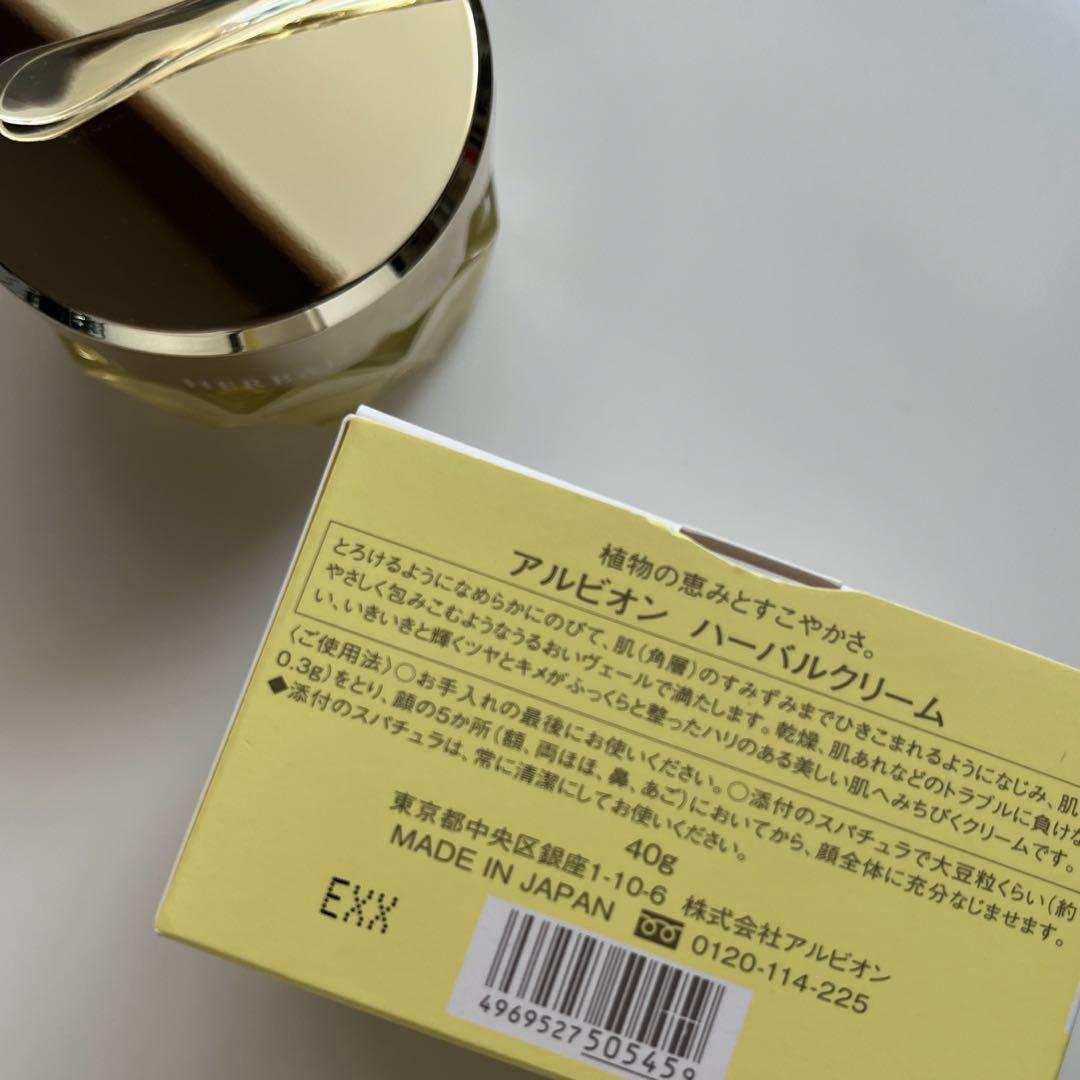 HERBAL
植物の恵みとすこやかさ。
アルビオン ハーバルクリーム
とろけるようになめらかにのびて、肌(角層)のすみずみまでひきこまれるようになじみ、肌
やさしく包みこむようなうるおいヴェールで満たします。乾燥、肌あれなどのトラブルに負けな
い、いきいきと輝くツヤとキメがふっくらと整ったハリのある美しい肌へみちびくクリームです。
〈ご使用法〉○お手入れの最後にお使いください。○添付のスパチュラで大豆粒くらい(約
0.3g)をとり、顔の5か所(額、両ほほ、鼻、あご)においてから、顔全体に充分なじませます。
◆添付のスパチュラは、常に清潔にしてお使いください。
40g
東京都中央区銀座1-10-6 株式会社アルビオン
MADE IN JAPAN 0120-114-225
EXX
4969527505459